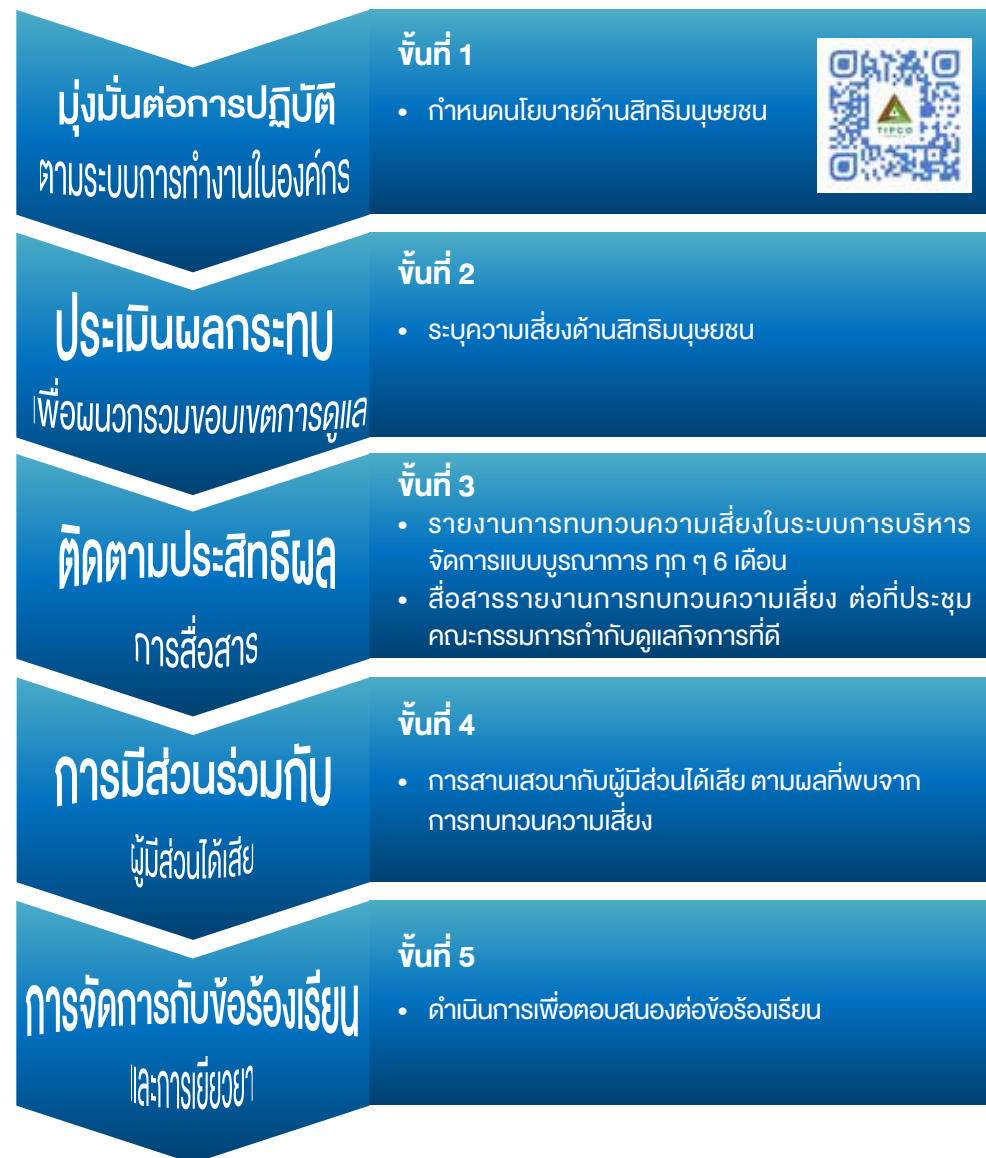 มุ่งมั่นต่อการปฏิบัติ
ตามระบบการทำงานในองค์กร
ขั้นที่ 1
• กำหนดนโยบายด้านสิทธิมนุษยชน
TIPCO
ประเมินผลกระทบ
เพื่อผนวกรวมขอบเขตการดูแล
ขั้นที่ 2
• ระบุความเสี่ยงด้านสิทธิมนุษยชน
ติดตามประสิทธิผล
การสื่อสาร
ขั้นที่ 3
• รายงานการทบทวนความเสี่ยงในระบบการบริหาร
จัดการแบบบูรณาการ ทุก ๆ 6 เดือน
• สื่อสารรายงานการทบทวนความเสี่ยง ต่อที่ประชุม
คณะกรรมการกำกับดูแลกิจการที่ดี
การมีส่วนร่วมกับ
ผู้มีส่วนได้เสีย
ขั้นที่ 4
• การสานเสวนากับผู้มีส่วนได้เสีย ตามผลที่พบจาก
การทบทวนความเสี่ยง
การจัดการกับข้อร้องเรียน
และการเยียวยา
ขั้นที่ 5
• ดำเนินการเพื่อตอบสนองต่อข้อร้องเรียน